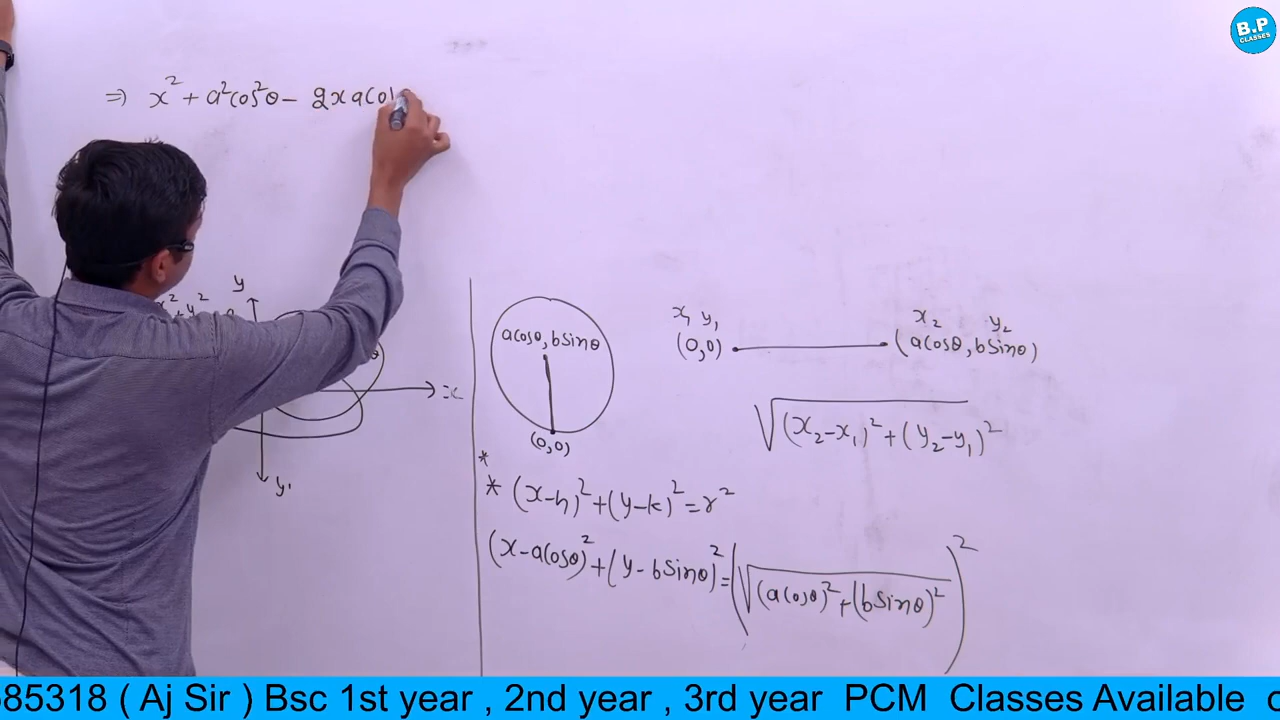 B.P
CLASSES
⇒ x² + a²cos²θ − 2xacos
y
x² y²
x
y₁
acosθ, bsinθ
(0,0)
x₁ y₁
(0,0)
x₂ y₂
(acosθ, bsinθ)
√(x₂−x₁)²+(y₂−y₁)²
*
* (x−h)²+(y−k)²=r²
(x−acosθ)²+(y−bsinθ)²=(√(acosθ)²+(bsinθ)²)²
85318 ( Aj Sir ) Bsc 1st year , 2nd year , 3rd year PCM Classes Available